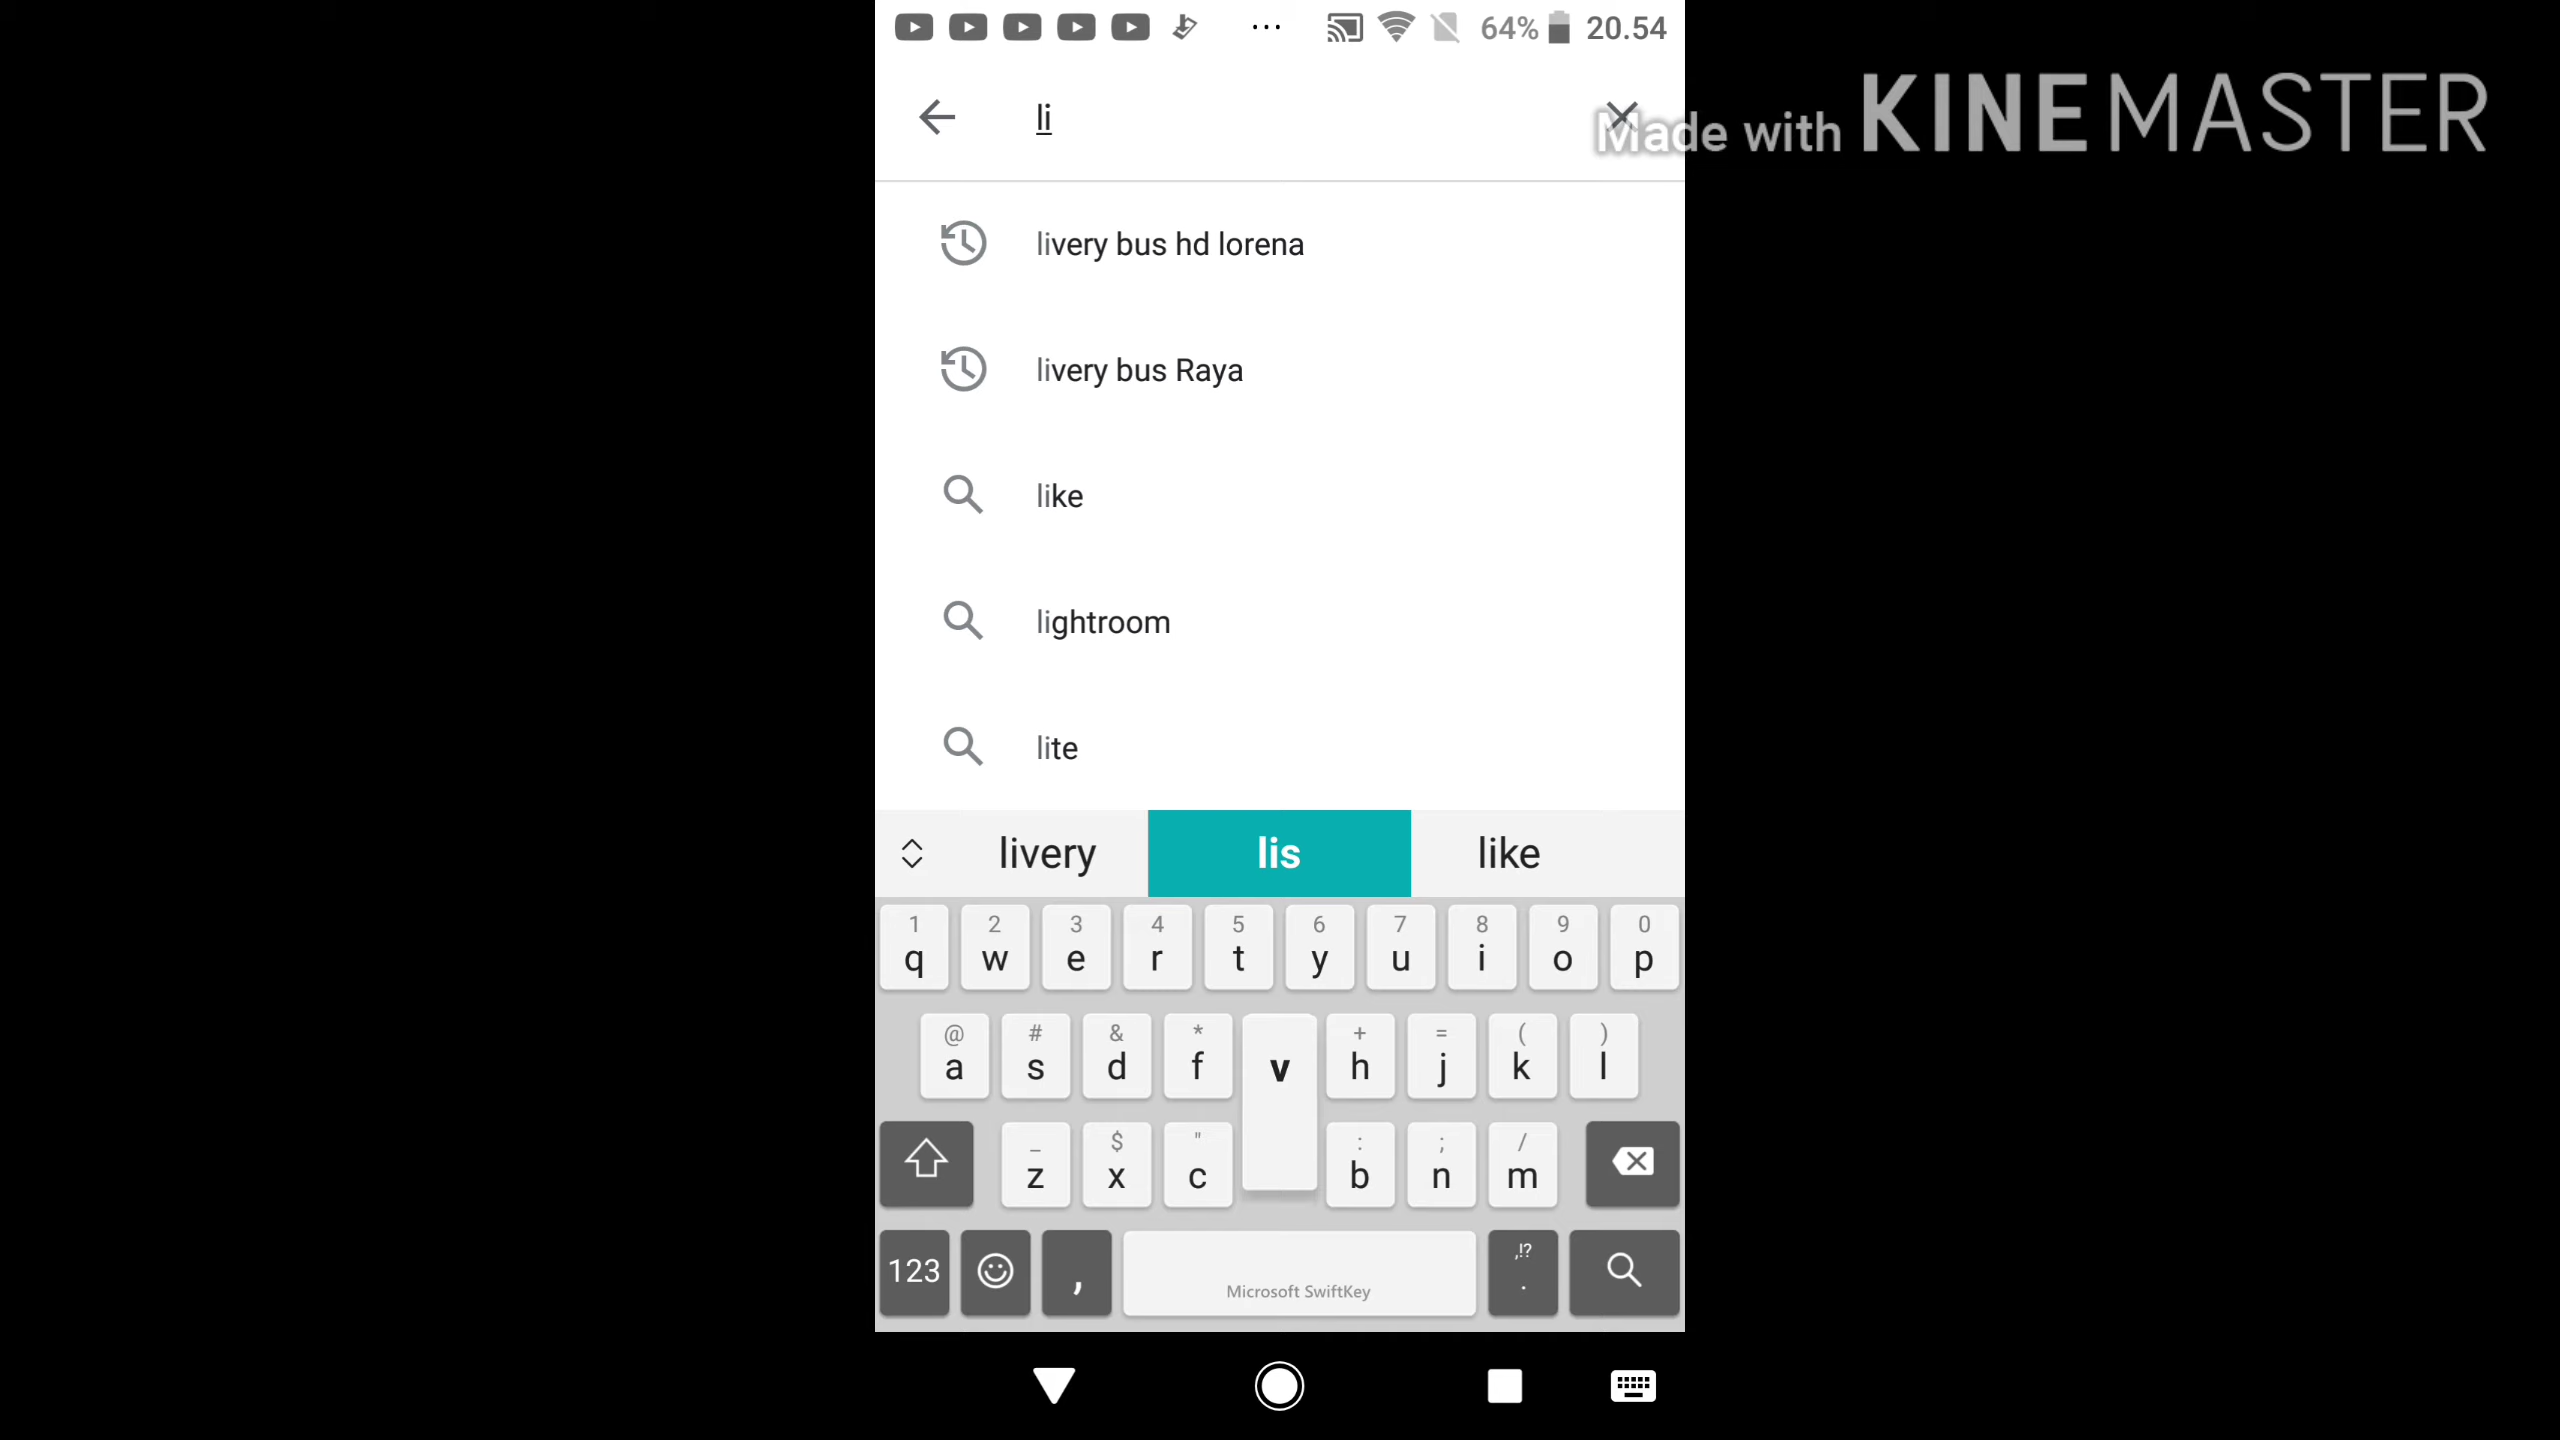 64% 20.54
li
Made with KINEMASTER
livery bus hd lorena
livery bus Raya
like
lightroom
lite
livery lis like
1 2 3 4 5 6 7 8 9 0
q w e r t y u i o p
@ # & * + = ( )
a s d f v h j k l
_ $ " : ; /
z x c b n m
123 , Microsoft SwiftKey ,!? .